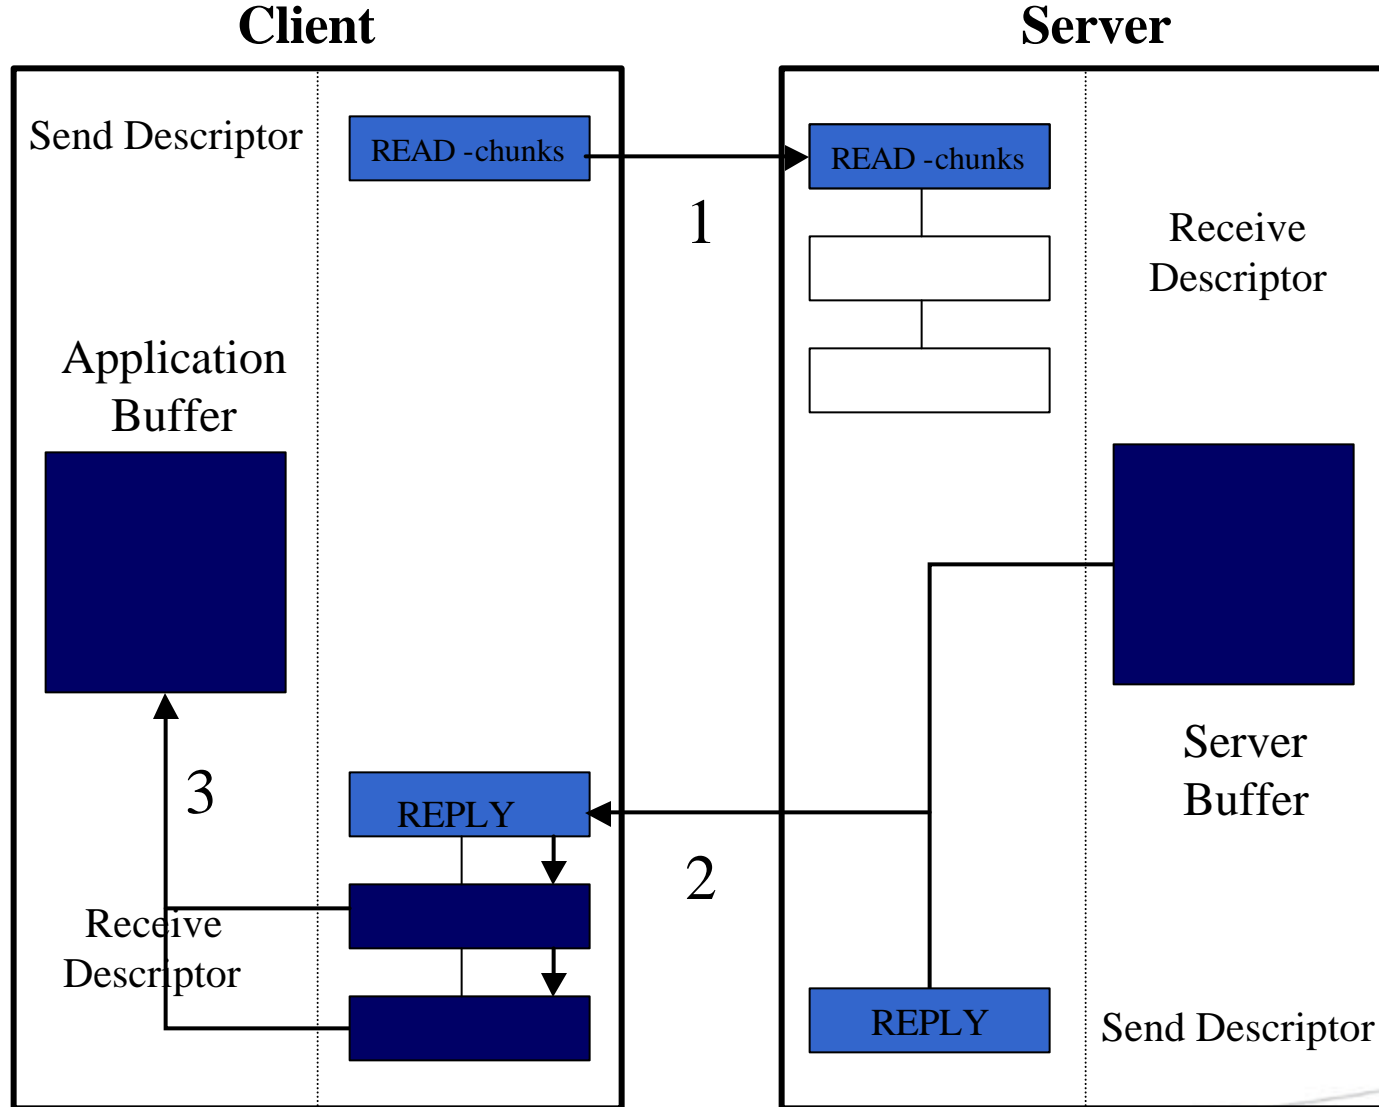 Client
Server
Send Descriptor
READ -chunks
READ -chunks
1
Receive
Descriptor
Application
Buffer
Server
Buffer
3
REPLY
2
Receive
Descriptor
REPLY
Send Descriptor